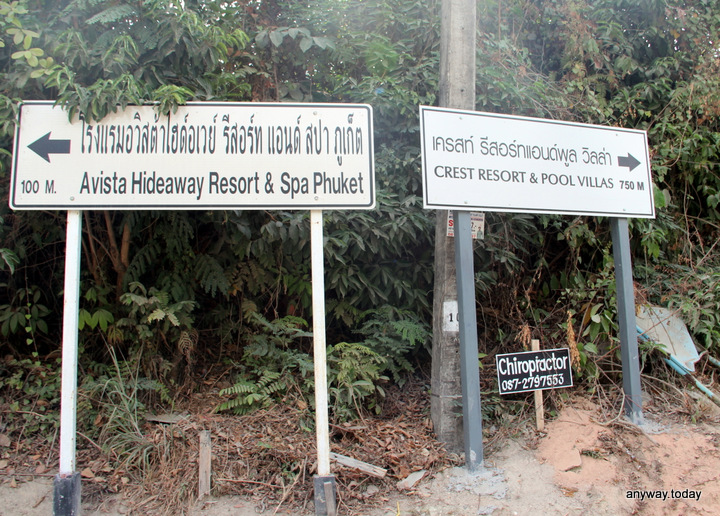 โรงแรมอวิสต้าไฮด์อเวย์ รีสอร์ท แอนด์ สปา ภูเก็ต
100 M. Avista Hideaway Resort & Spa Phuket
เครสท์ รีสอร์ทแอนด์พูล วิลล่า
CREST RESORT & POOL VILLAS 750 M
Chiropractor
087-2797553
anyway.today